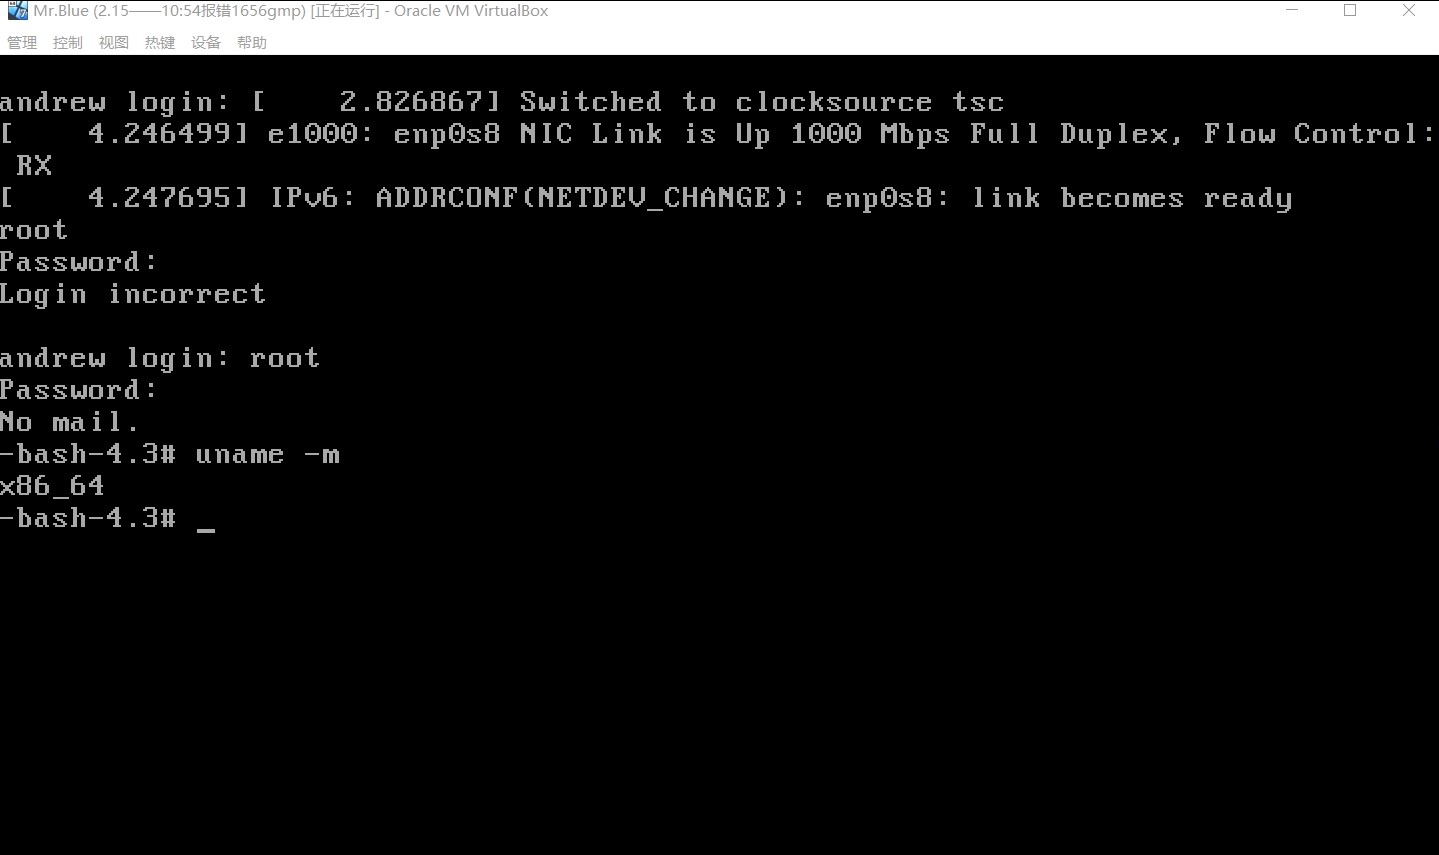 Mr.Blue (2.15——10:54报错1656gmp) [正在运行] - Oracle VM VirtualBox
管理 控制 视图 热键 设备 帮助
andrew login: [    2.826867] Switched to clocksource tsc
[    4.246499] e1000: enp0s8 NIC Link is Up 1000 Mbps Full Duplex, Flow Control:
 RX
[    4.247695] IPv6: ADDRCONF(NETDEV_CHANGE): enp0s8: link becomes ready
root
Password:
Login incorrect
andrew login: root
Password:
No mail.
-bash-4.3# uname -m
x86_64
-bash-4.3# _